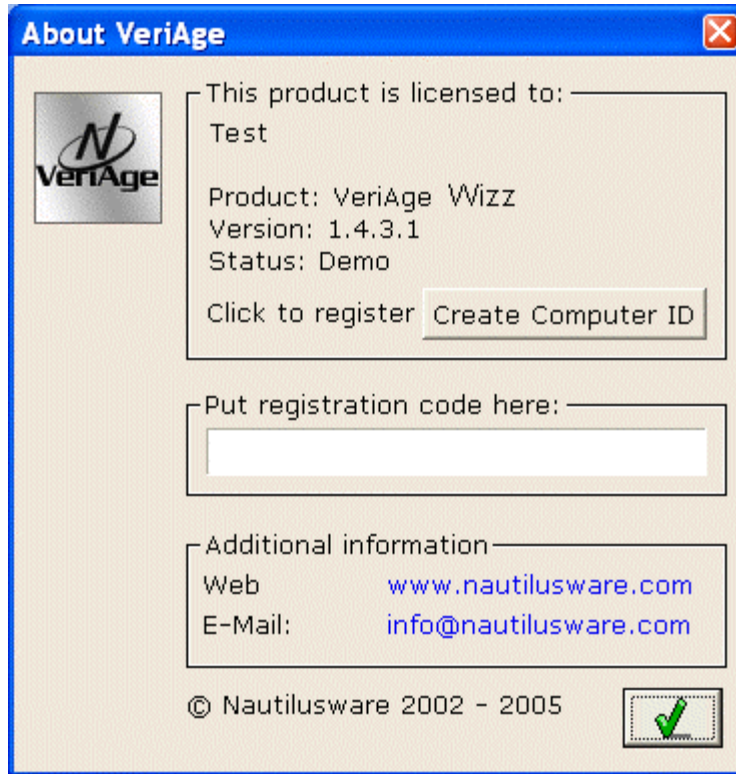 About VeriAge
N
VeriAge
This product is licensed to:
Test
Product: VeriAge Wizz
Version: 1.4.3.1
Status: Demo
Click to register Create Computer ID
Put registration code here:
Additional information
Web www.nautilusware.com
E-Mail: info@nautilusware.com
© Nautilusware 2002 - 2005